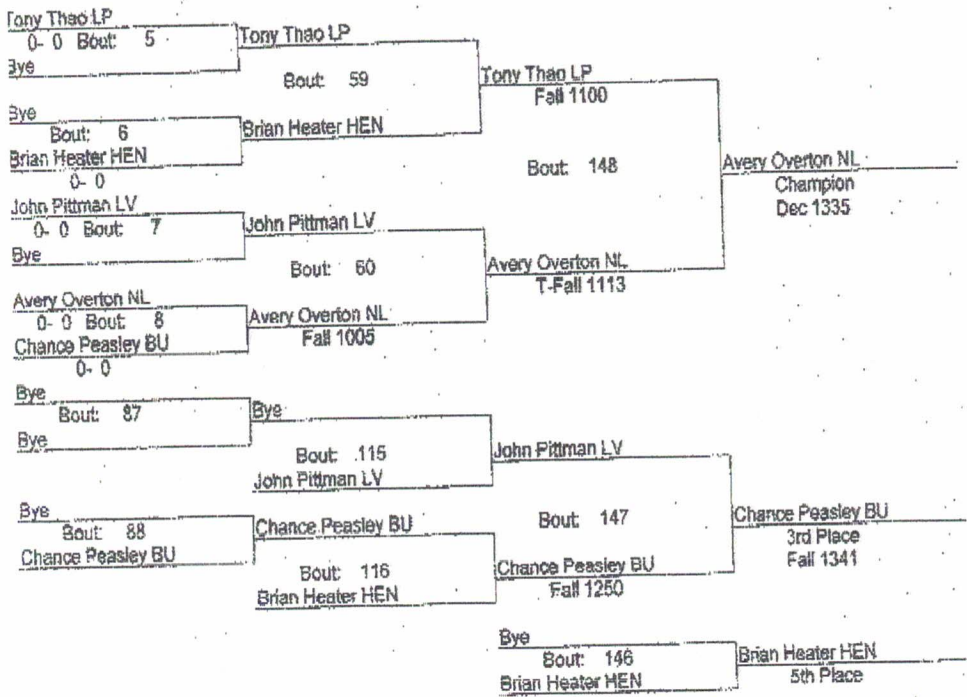 Tony Thao LP
0- 0 Bout: 5
Bye
Tony Thao LP
Bout: 59
Bye
Bout: 6
Brian Heater HEN
0- 0
Brian Heater HEN
Tony Thao LP
Fall 1100
Bout: 148
John Pittman LV
0- 0 Bout: 7
Bye
John Pittman LV
Bout: 60
Avery Overton NL
0- 0 Bout: 8
Chance Peasley BU
0- 0
Avery Overton NL
Fall 1005
Avery Overton NL
T-Fall 1113
Avery Overton NL
Champion
Dec 1335
Bye
Bout: 87
Bye
Bye
Bout: 115
John Pittman LV
John Pittman LV
Bout: 147
Bye
Bout: 88
Chance Peasley BU
Chance Peasley BU
Bout: 116
Brian Heater HEN
Chance Peasley BU
Fall 1250
Chance Peasley BU
3rd Place
Fall 1341
Bye
Bout: 146
Brian Heater HEN
Brian Heater HEN
5th Place